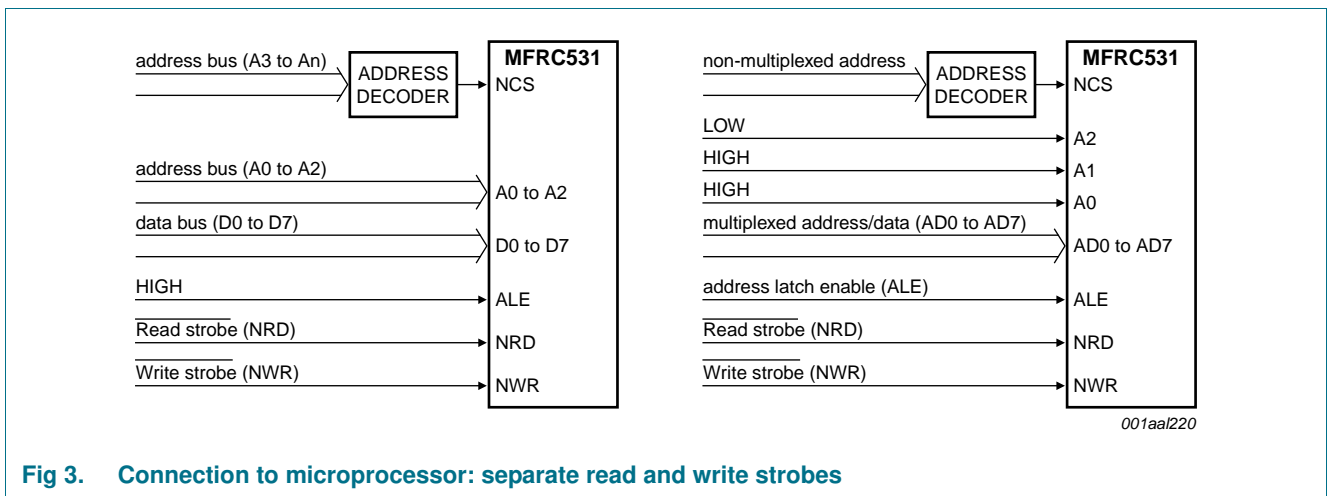 address bus (A3 to An)
ADDRESS
DECODER
MFRC531
NCS
address bus (A0 to A2)
A0 to A2
data bus (D0 to D7)
D0 to D7
HIGH
ALE
Read strobe (NRD)
NRD
Write strobe (NWR)
NWR
non-multiplexed address
ADDRESS
DECODER
MFRC531
NCS
LOW
A2
HIGH
A1
HIGH
A0
multiplexed address/data (AD0 to AD7)
AD0 to AD7
address latch enable (ALE)
ALE
Read strobe (NRD)
NRD
Write strobe (NWR)
NWR
001aal220
Fig 3. Connection to microprocessor: separate read and write strobes